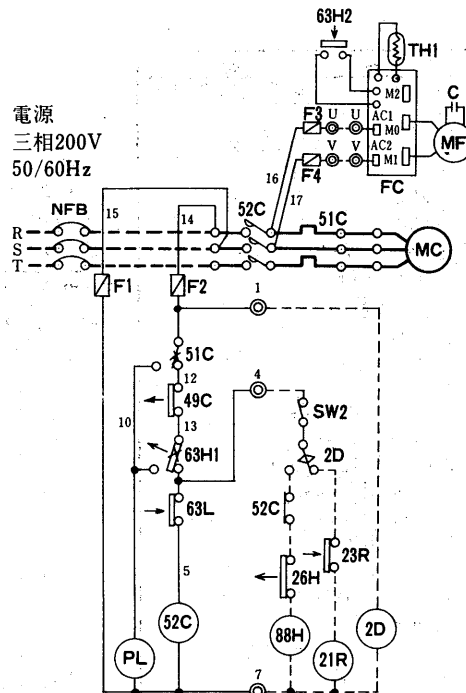 63H2
TH1
電源
三相200V
50/60Hz
F3 U U AC1 M2 C
M0
F4 V V AC2 M1 MF
FC
16
17
NFB 15 14 52C 51C
R
S
T
MC
F1 F2 1
51C
12 4
49C
10 13 SW2
63H1 2D
63L 52C
23R
5 26H
52C 88H 2D
PL 21R
7